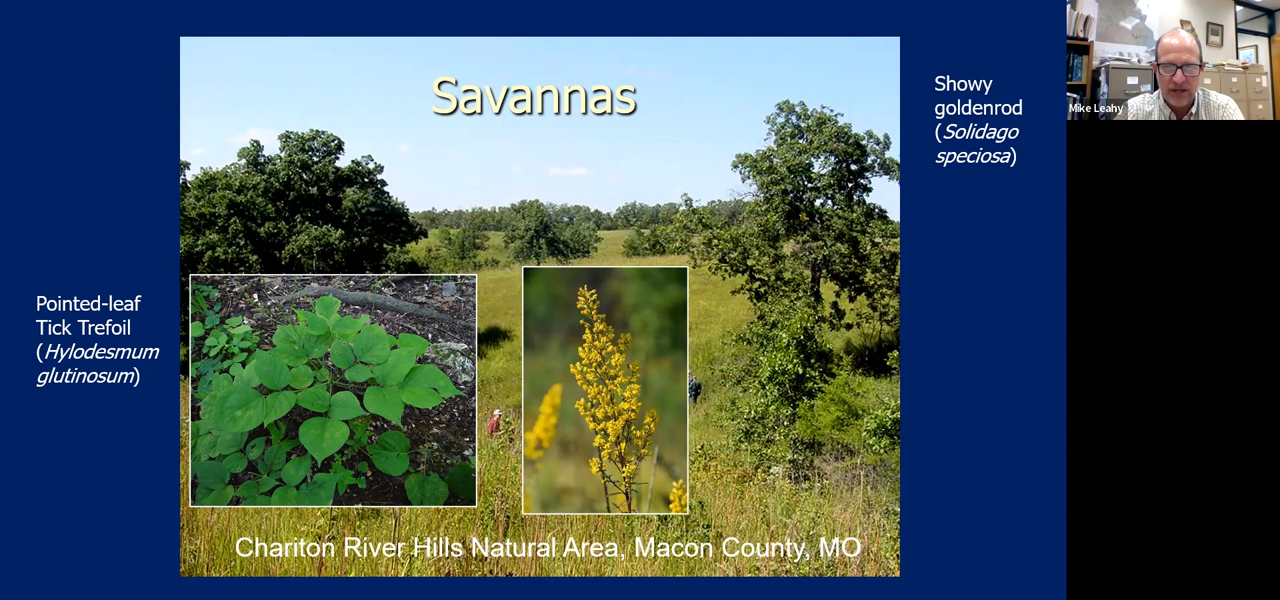 Savannas
Showy
goldenrod
(Solidago
speciosa)
Mike Leahy
Pointed-leaf
Tick Trefoil
(Hylodesmum
glutinosum)
Chariton River Hills Natural Area, Macon County, MO